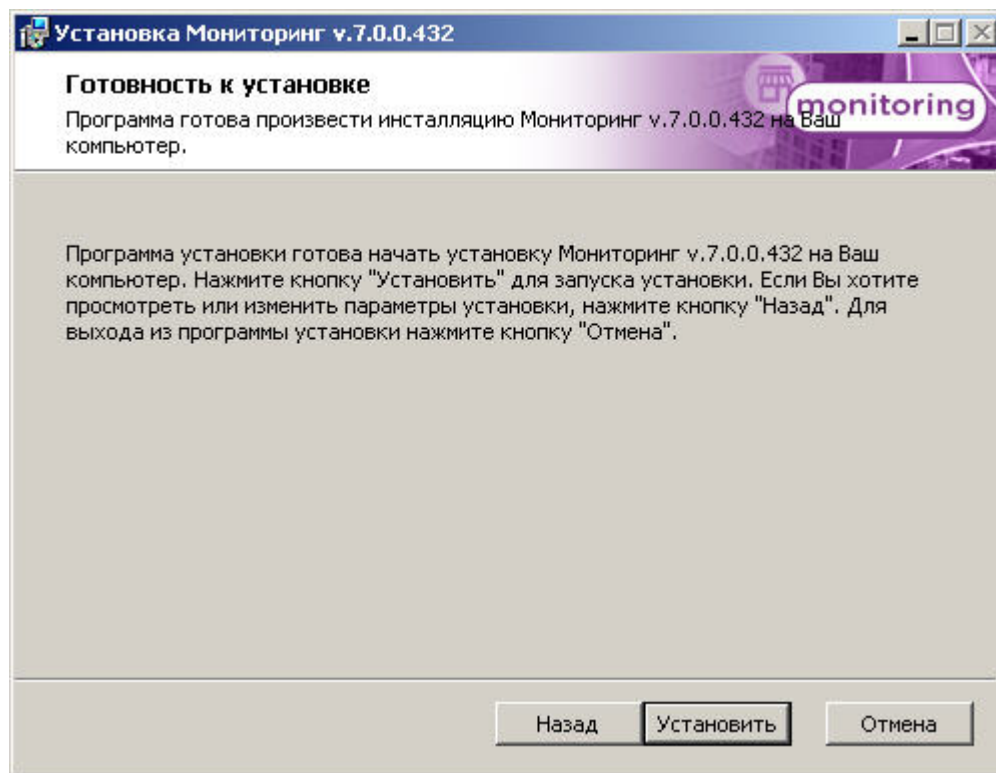 Установка Мониторинг v.7.0.0.432
Готовность к установке
Программа готова произвести инсталляцию Мониторинг v.7.0.0.432 на Ваш
компьютер.
monitoring
Программа установки готова начать установку Мониторинг v.7.0.0.432 на Ваш
компьютер. Нажмите кнопку "Установить" для запуска установки. Если Вы хотите
просмотреть или изменить параметры установки, нажмите кнопку "Назад". Для
выхода из программы установки нажмите кнопку "Отмена".
Назад Установить Отмена